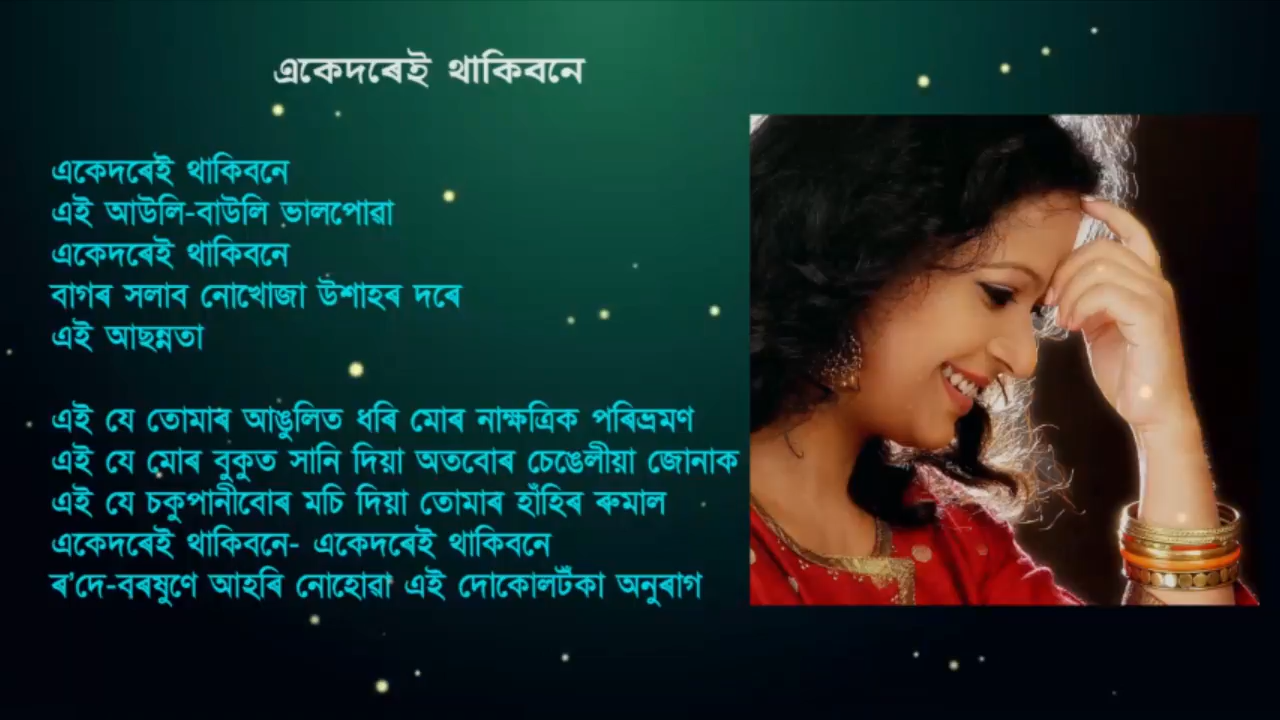 একেদৰেই থাকিবনে
একেদৰেই থাকিবনে
এই আউলি-বাউলি ভালপোৱা
একেদৰেই থাকিবনে
বাগৰ সলাব নোখোজা উশাহৰ দৰে
এই আছন্নতা
এই যে তোমাৰ আঙুলিত ধৰি মোৰ নাক্ষত্ৰিক পৰিভ্ৰমণ
এই যে মোৰ বুকুত সানি দিয়া অতবোৰ চেঙেলীয়া জোনাক
এই যে চকুপানীবোৰ মচি দিয়া তোমাৰ হাঁহিৰ ৰুমাল
একেদৰেই থাকিবনে- একেদৰেই থাকিবনে
ৰ'দে-বৰষুণে আহৰি নোহোৱা এই দোকোলটঁকা অনুৰাগ